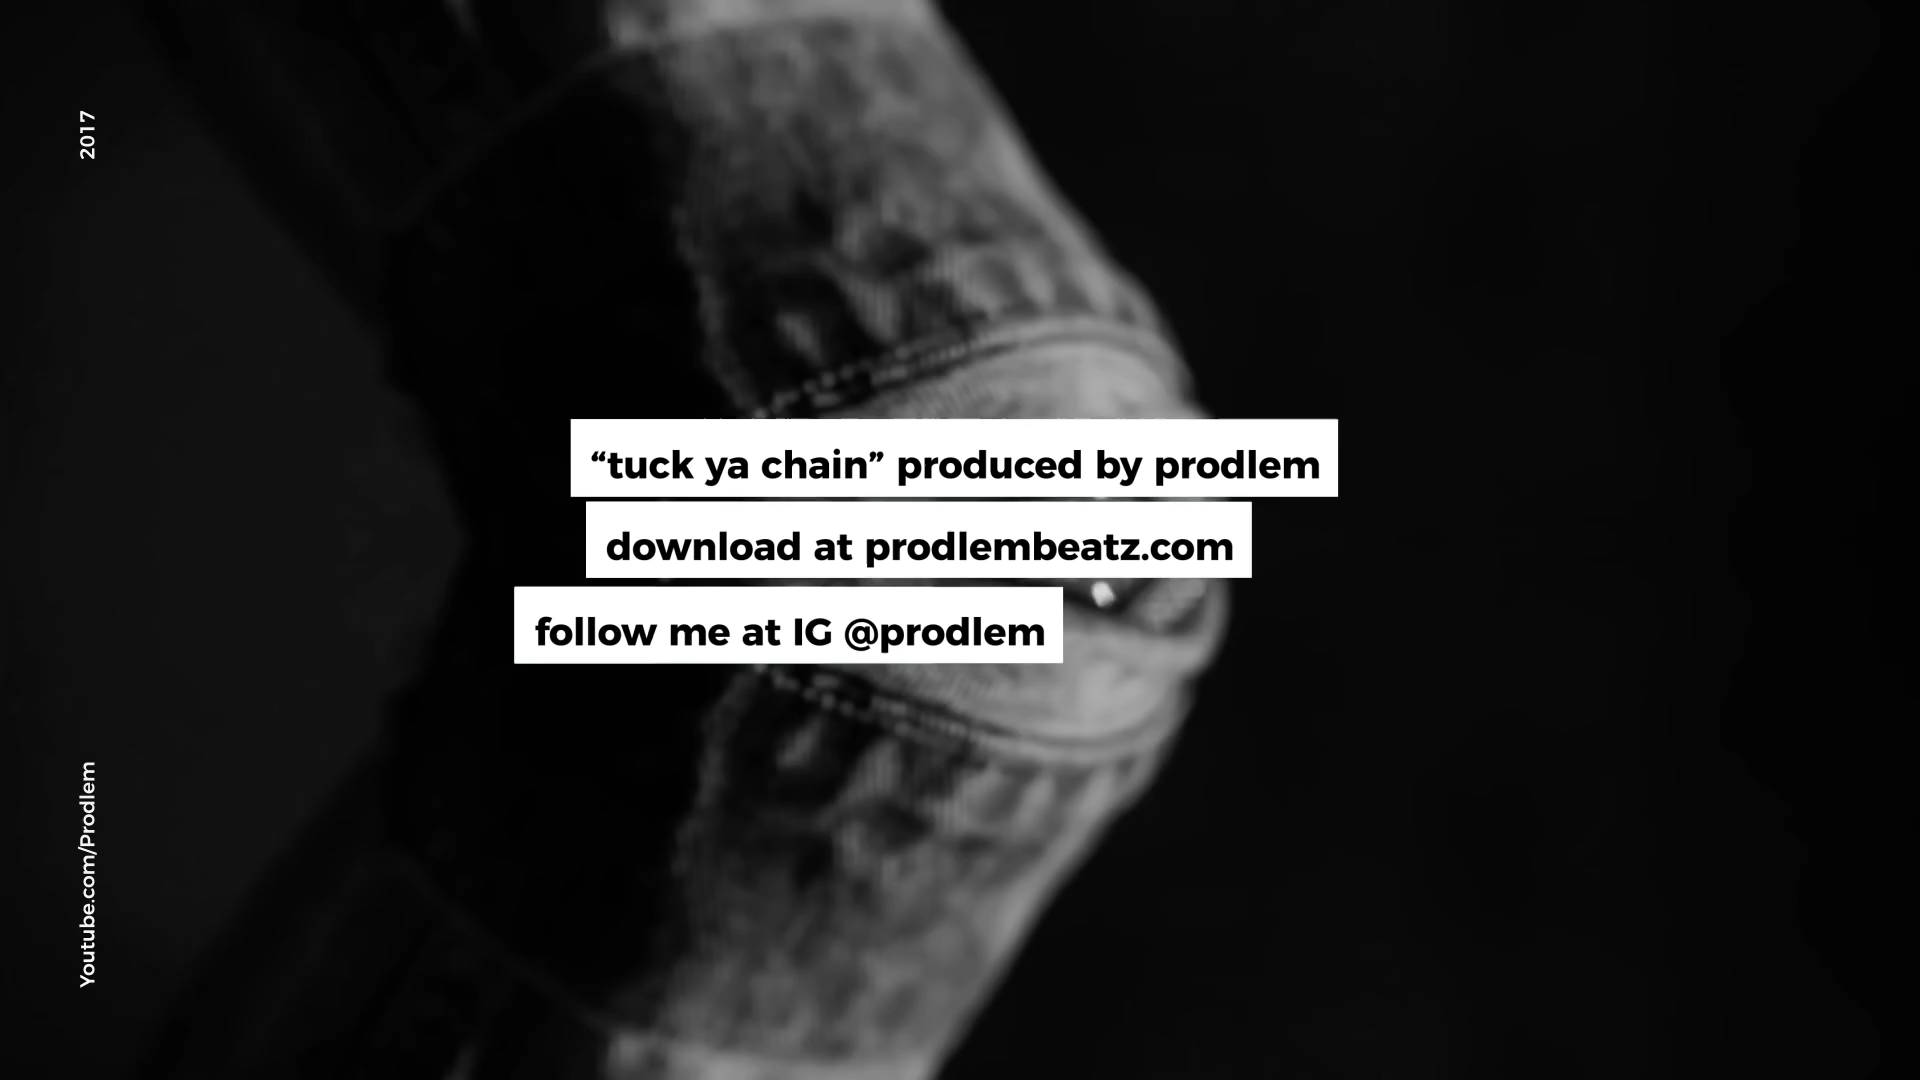 2017
“tuck ya chain” produced by prodlem
download at prodlembeatz.com
follow me at IG @prodlem
Youtube.com/Prodlem